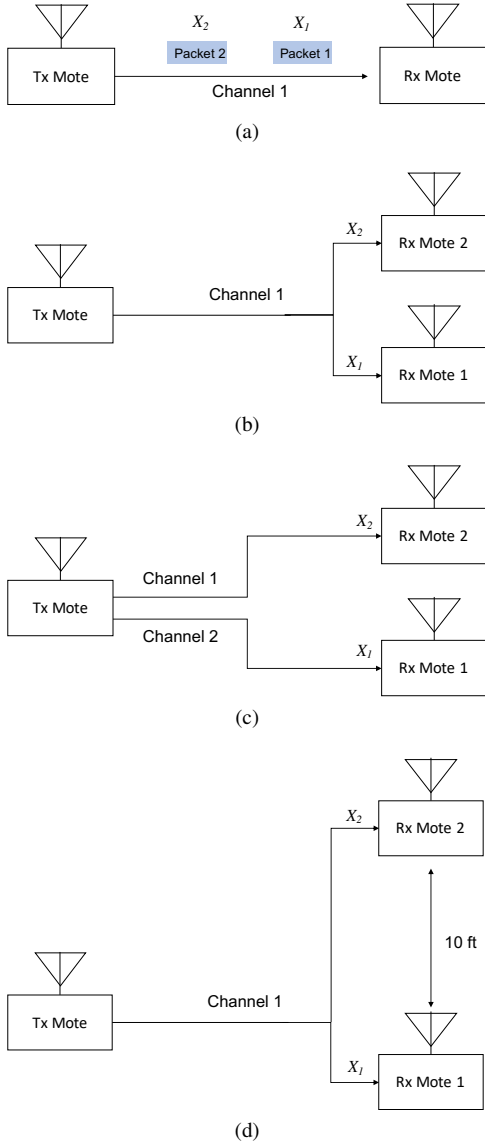 X2 X1
Packet 2 Packet 1
Tx Mote Rx Mote
Channel 1
(a)
X2 Rx Mote 2
Channel 1
Tx Mote
X1 Rx Mote 1
(b)
X2 Rx Mote 2
Channel 1
Tx Mote
Channel 2
X1 Rx Mote 1
(c)
X2 Rx Mote 2
10 ft
Channel 1
Tx Mote
X1 Rx Mote 1
(d)